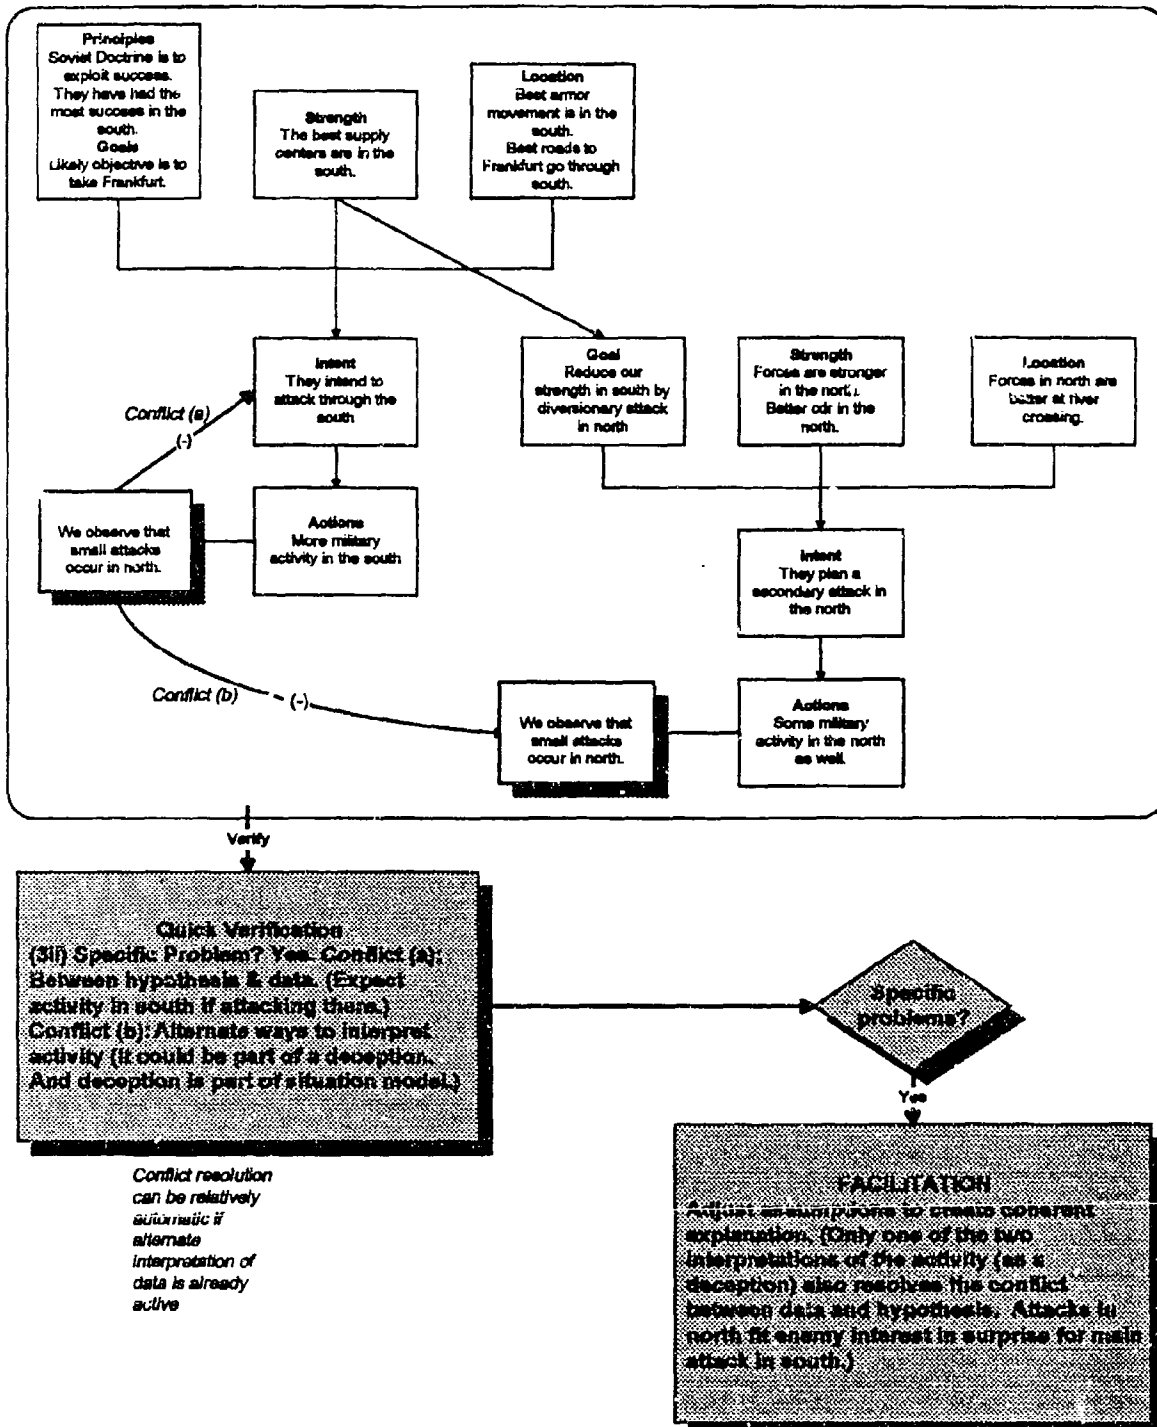 Principles
Soviet Doctrine is to
exploit success.
They have had the
most success in the
south.
Goals
Likely objective is to
take Frankfurt.
Strength
The best supply
centers are in the
south.
Location
Best armor
movement is in the
south.
Best roads to
Frankfurt go through
south.
Intent
They intend to
attack through the
south
Goal
Reduce our
strength in south by
diversionary attack
in north
Strength
Forces are stronger
in the north.
Better cdr in the
north.
Location
Forces in north are
better at river
crossing.
Conflict (a)
(-)
We observe that
small attacks
occur in north.
Actions
More military
activity in the south
Intent
They plan a
secondary attack in
the north
Conflict (b)
(-)
We observe that
small attacks
occur in north.
Actions
Some military
activity in the north
as well.
Verify
Quick Verification
(3ii) Specific Problem? Yes. Conflict (a):
Between hypothesis & data. (Expect
activity in south if attacking there.)
Conflict (b): Alternate ways to interpret
activity (it could be part of a deception.
And deception is part of situation model.)
Specific
problems?
Yes
Conflict resolution
can be relatively
automatic if
alternate
interpretation of
data is already
active
FACILITATION
Adjust assumptions to create coherent
explanation. (Only one of the two
interpretations of the activity (as a
deception) also resolves the conflict
between data and hypothesis. Attacks in
north fit enemy interest in surprise for main
attack in south.)